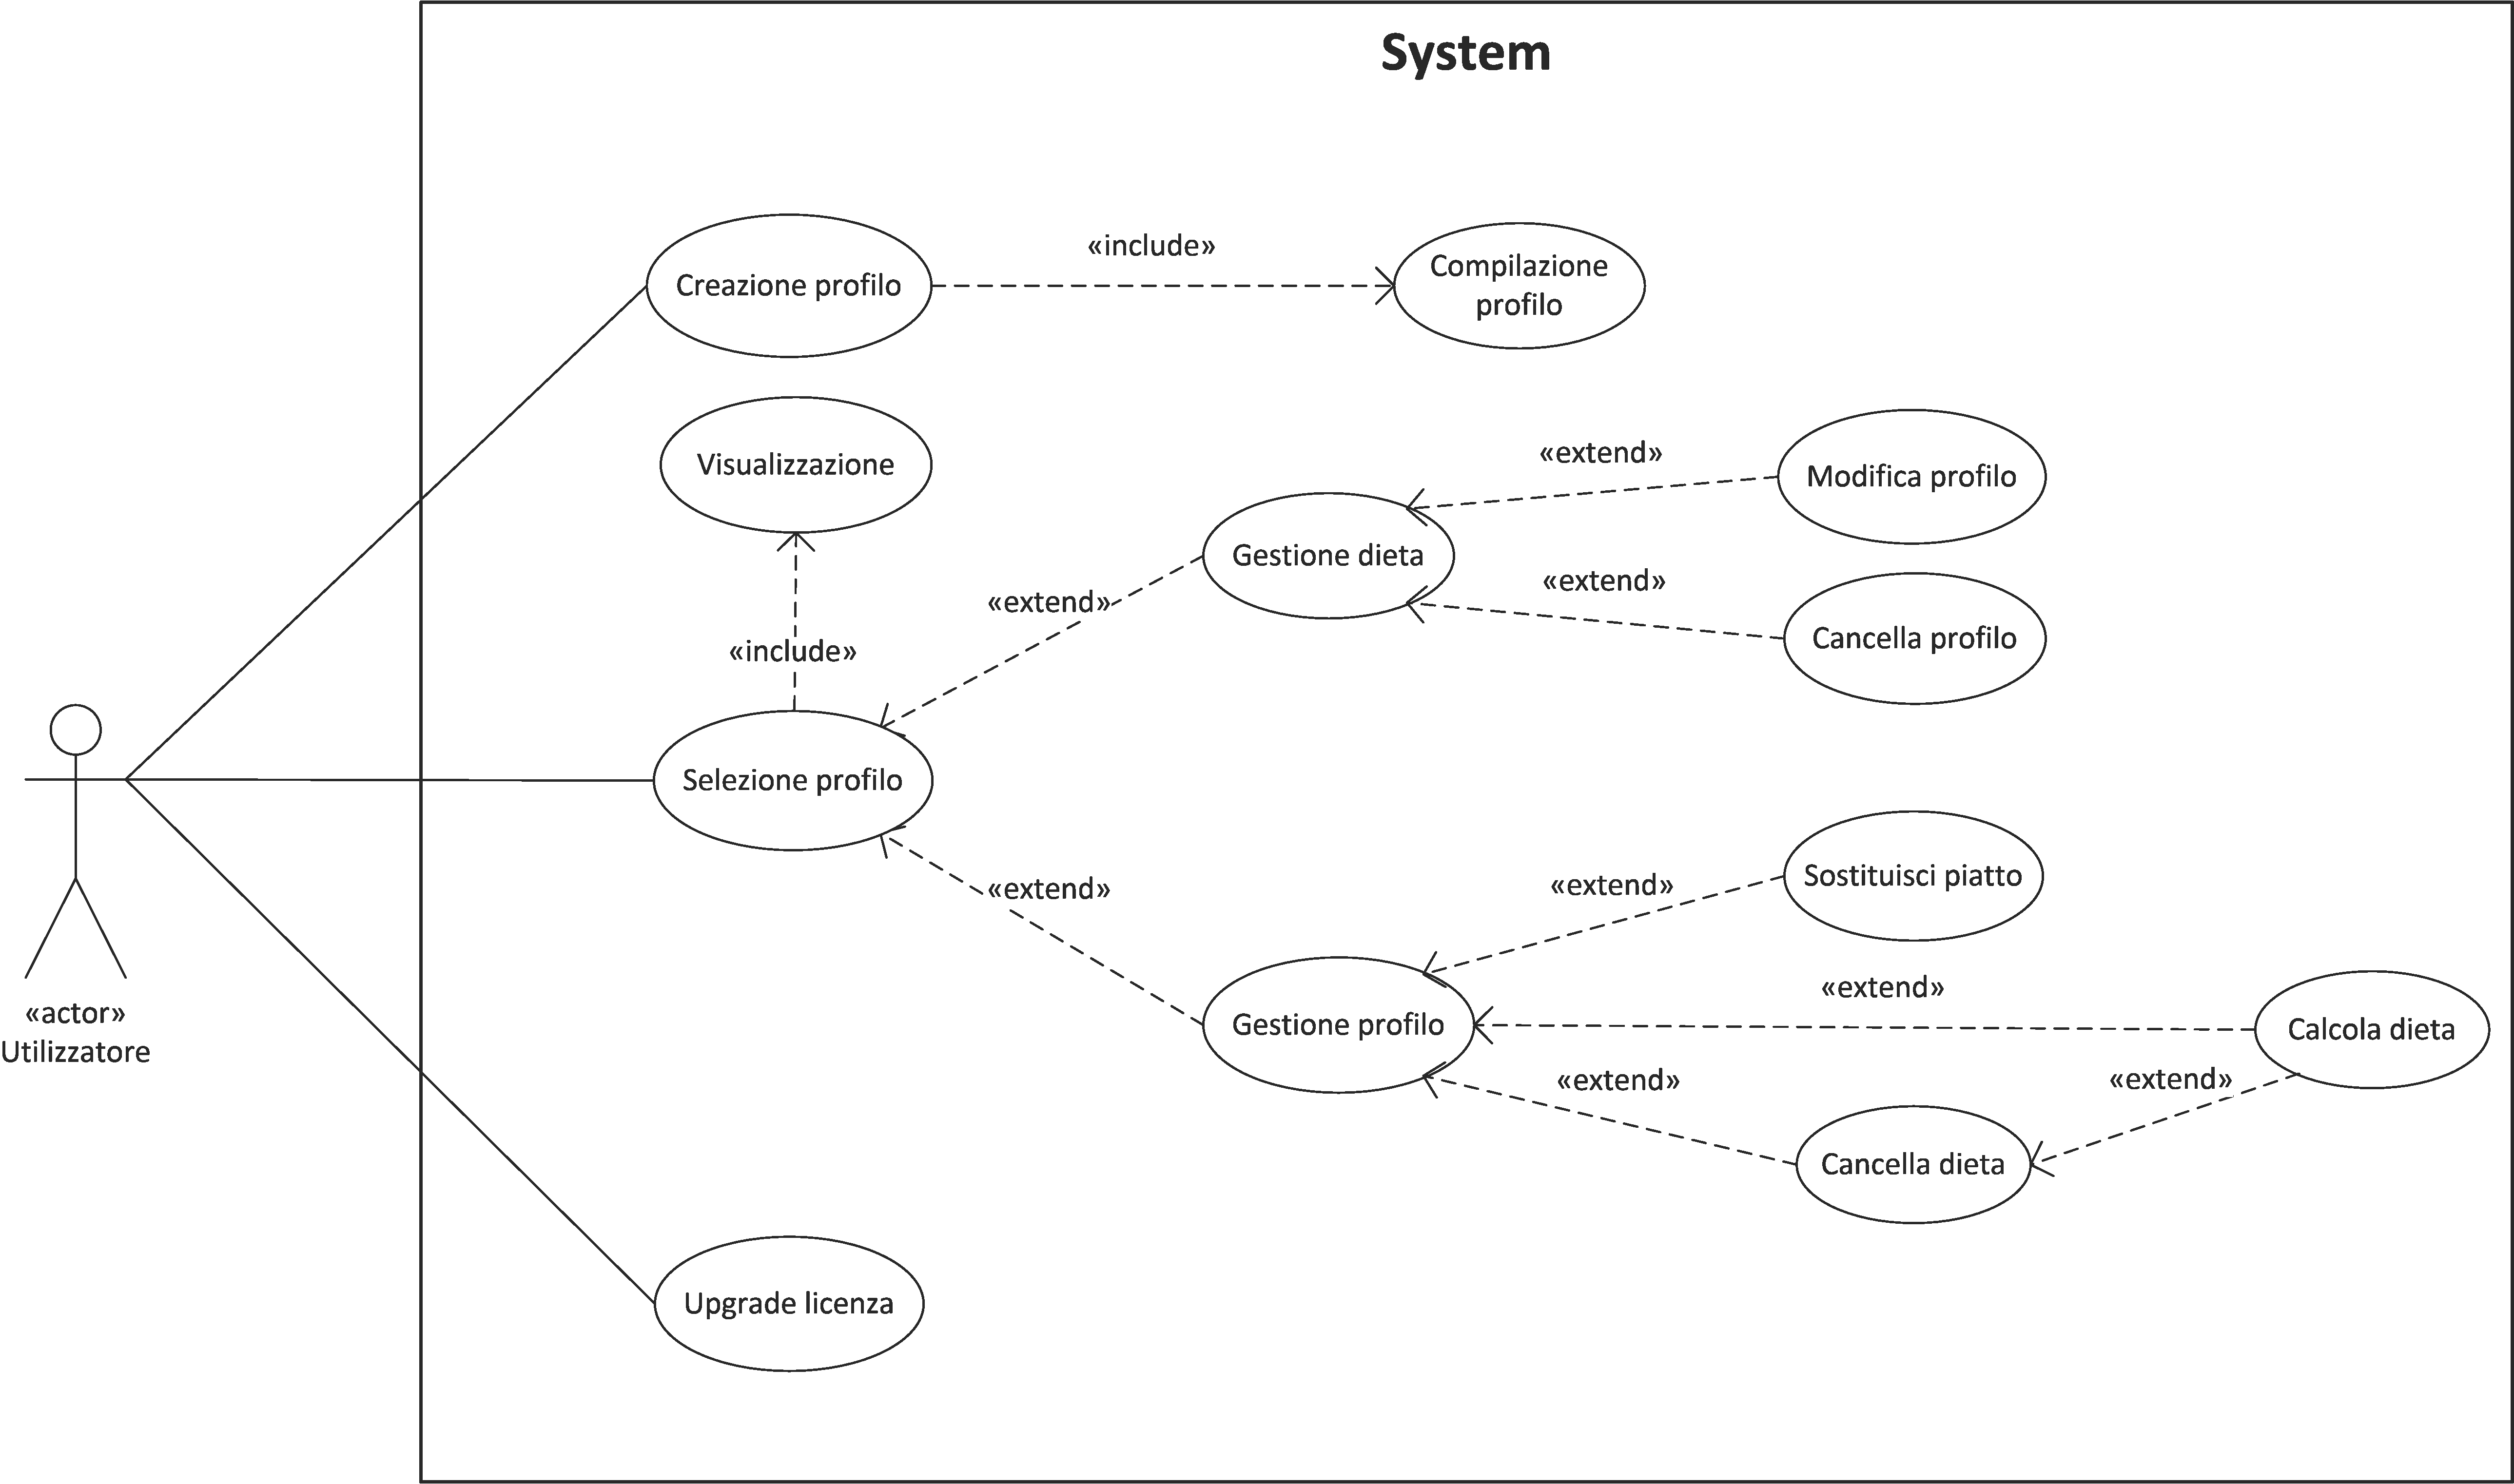 System
Creazione profilo
«include»
Compilazione
profilo
Visualizzazione
«extend»
Modifica profilo
Gestione dieta
«extend»
Cancella profilo
«extend»
«include»
Selezione profilo
«extend»
Sostituisci piatto
«extend»
«extend»
Gestione profilo
Calcola dieta
«extend»
«extend»
Cancella dieta
«actor»
Utilizzatore
Upgrade licenza